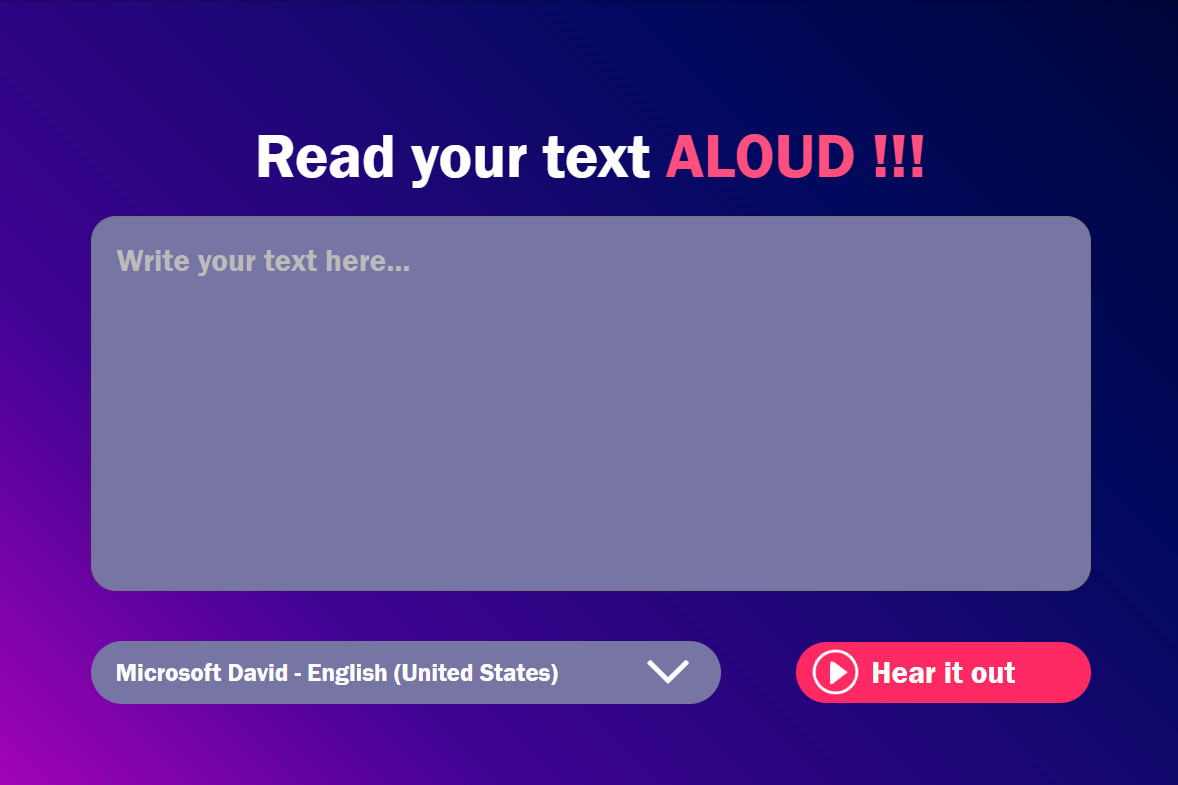 Read your text ALOUD !!!
Write your text here...
Microsoft David - English (United States)
Hear it out